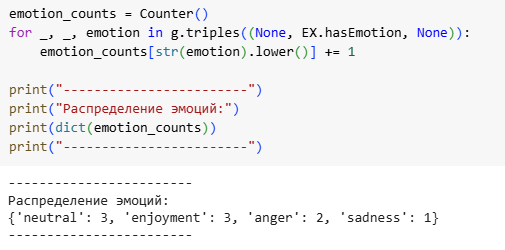 emotion_counts = Counter()
for _, _, emotion in g.triples((None, EX.hasEmotion, None)):
    emotion_counts[str(emotion).lower()] += 1

print("------------------------")
print("Распределение эмоций:")
print(dict(emotion_counts))
print("------------------------")

------------------------
Распределение эмоций:
{'neutral': 3, 'enjoyment': 3, 'anger': 2, 'sadness': 1}
------------------------